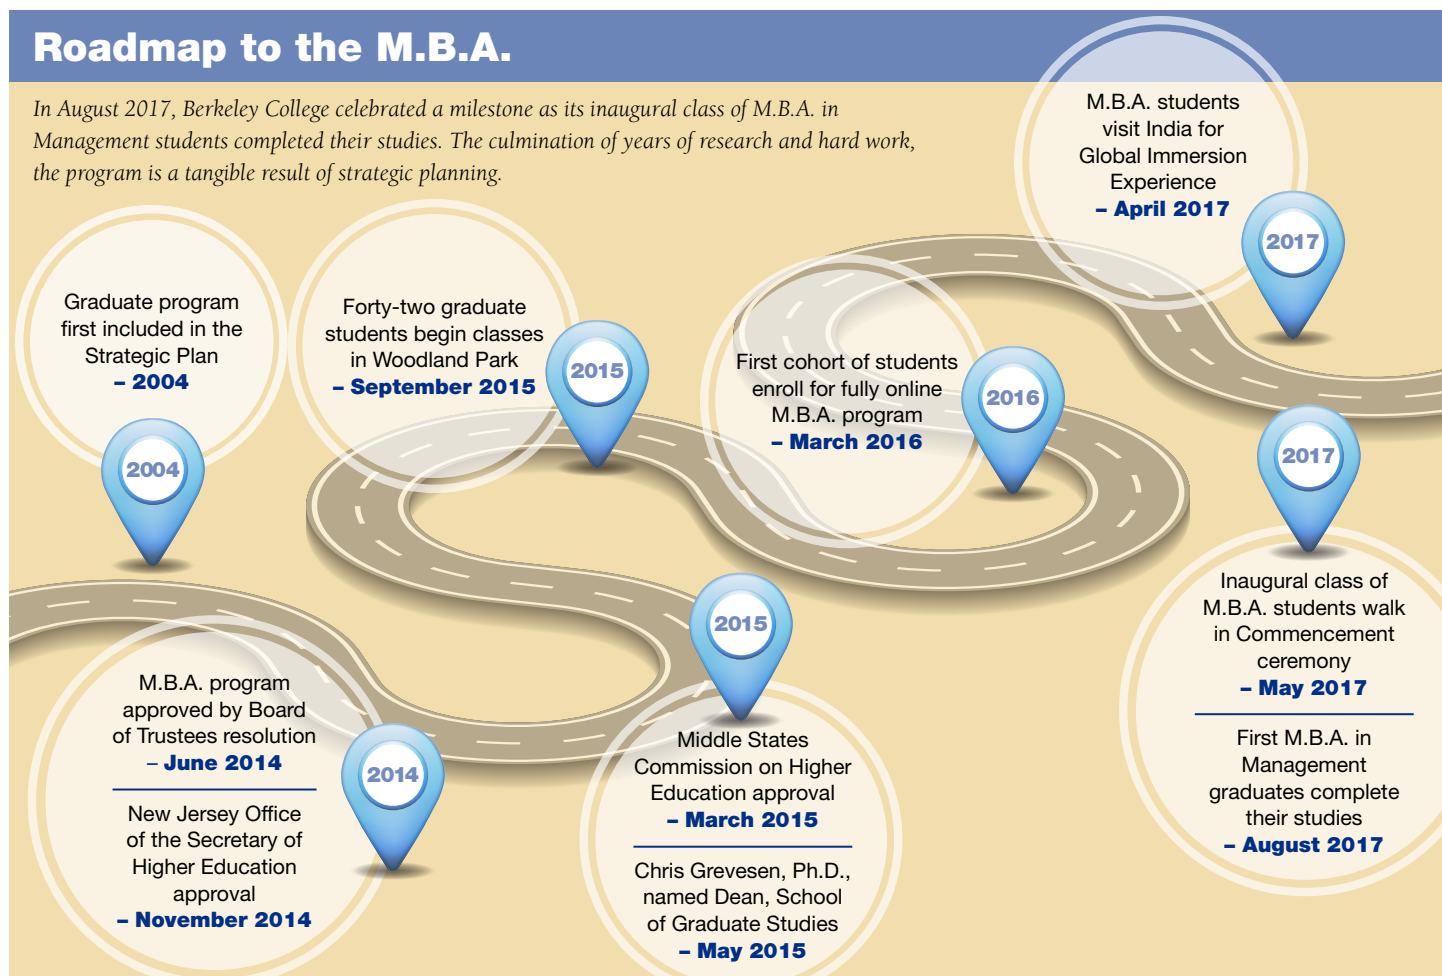 Roadmap to the M.B.A.
In August 2017, Berkeley College celebrated a milestone as its inaugural class of M.B.A. in
Management students completed their studies. The culmination of years of research and hard work,
the program is a tangible result of strategic planning.
Graduate program
first included in the
Strategic Plan
– 2004
2004
M.B.A. program
approved by Board
of Trustees resolution
– June 2014
New Jersey Office
of the Secretary of
Higher Education
approval
– November 2014
2014
Middle States
Commission on Higher
Education approval
– March 2015
Chris Grevesen, Ph.D.,
named Dean, School
of Graduate Studies
– May 2015
2015
Forty-two graduate
students begin classes
in Woodland Park
– September 2015
2015
First cohort of students
enroll for fully online
M.B.A. program
– March 2016
2016
M.B.A. students
visit India for
Global Immersion
Experience
– April 2017
2017
2017
Inaugural class of
M.B.A. students walk
in Commencement
ceremony
– May 2017
First M.B.A. in
Management
graduates complete
their studies
– August 2017